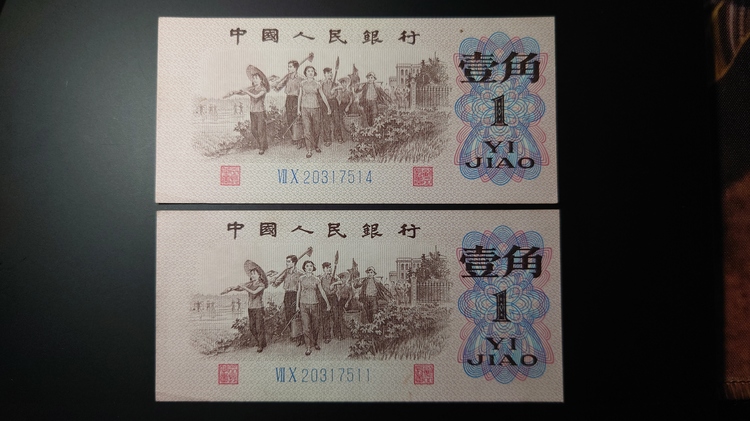 中國人民銀行
壹角
1
YI
JIAO
Ⅶ Ⅹ 20317514
中國人民銀行
壹角
1
YI
JIAO
Ⅶ Ⅹ 20317511